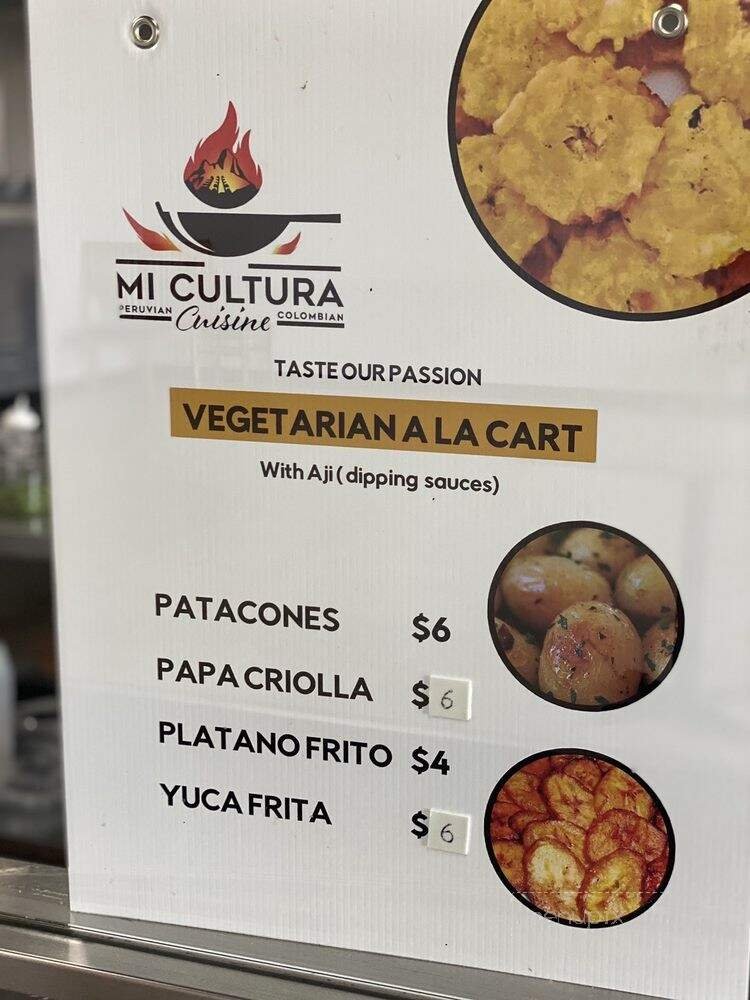 MI CULTURA
PERUVIAN Cuisine COLOMBIAN
TASTE OUR PASSION
VEGETARIAN A LA CART
With Aji ( dipping sauces)
PATACONES $6
PAPA CRIOLLA $ 6
PLATANO FRITO $4
YUCA FRITA $ 6